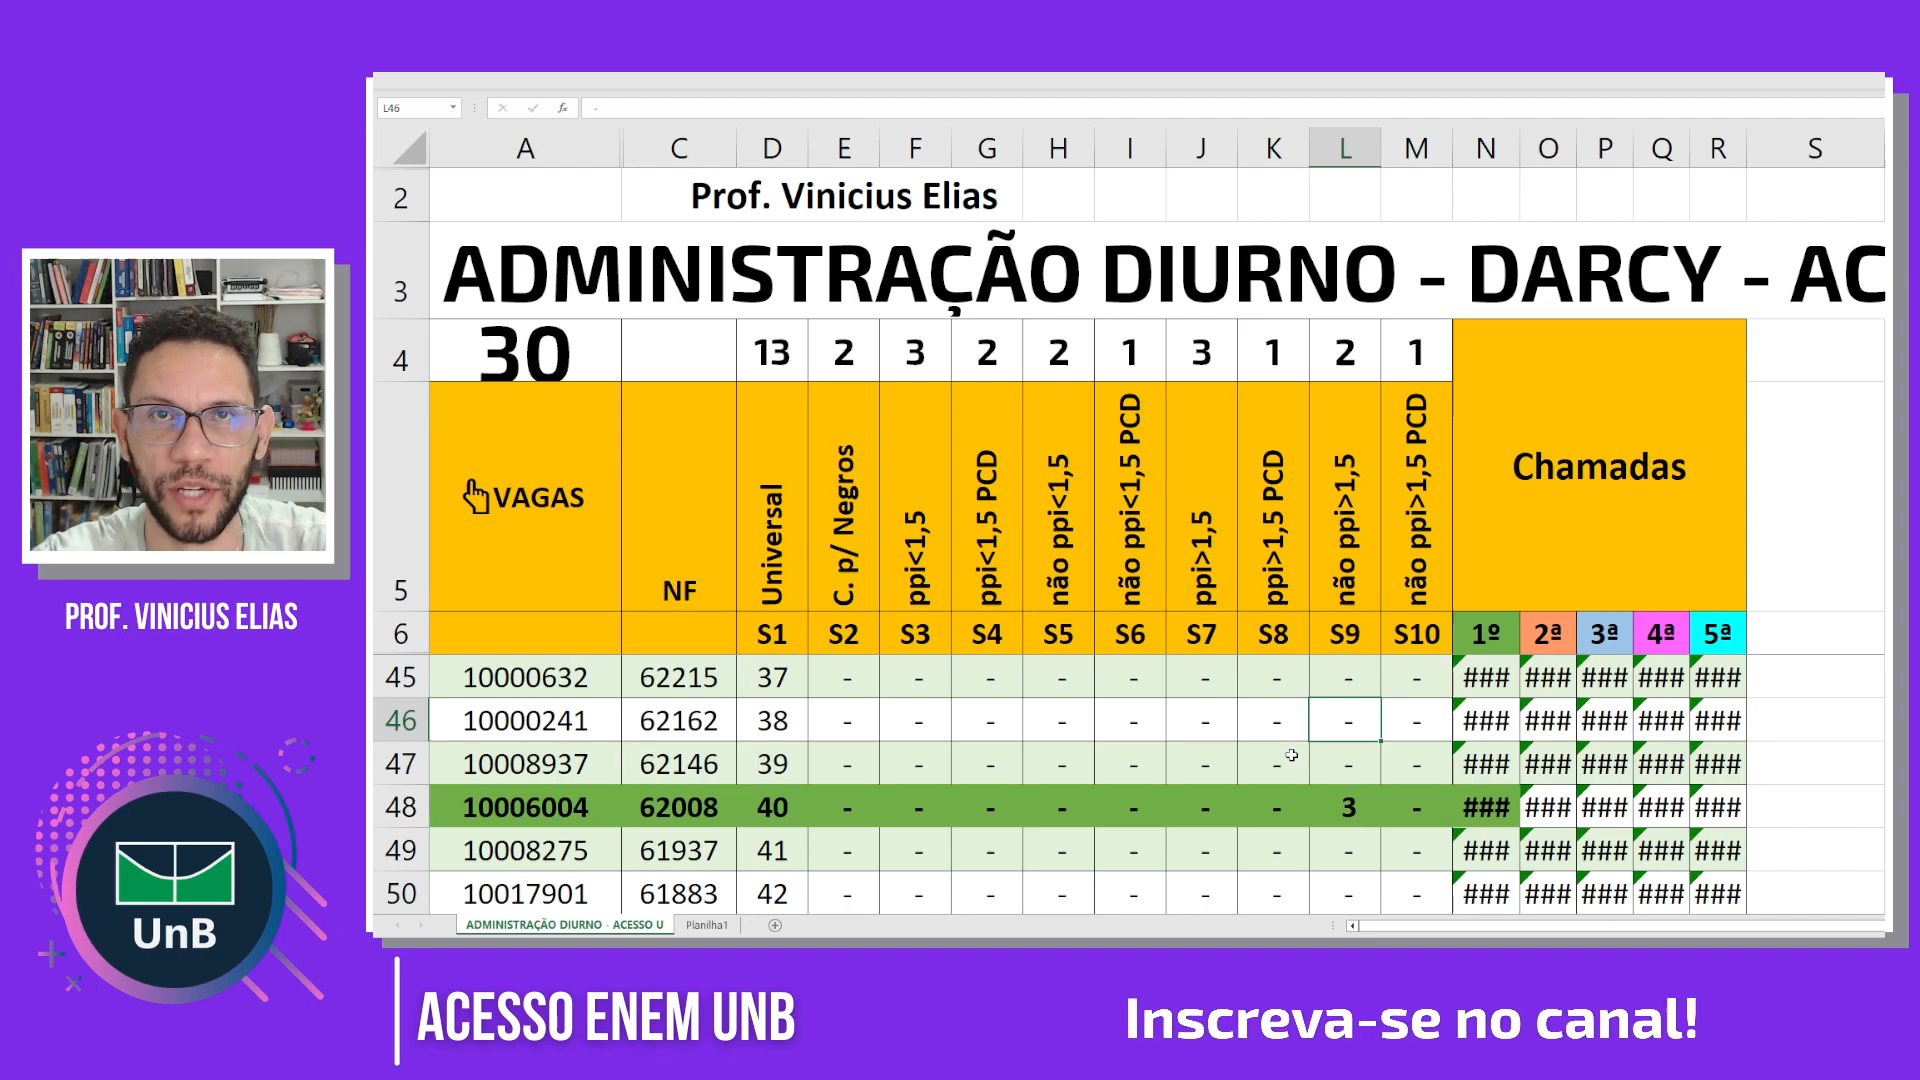 L46 fx -
A C D E F G H I J K L M N O P Q R S
2 Prof. Vinicius Elias
3 ADMINISTRAÇÃO DIURNO - DARCY - AC
4 30 13 2 3 2 2 1 3 1 2 1
5 VAGAS NF Universal C. p/ Negros ppi<1,5 ppi<1,5 PCD não ppi<1,5 não ppi<1,5 PCD ppi>1,5 ppi>1,5 PCD não ppi>1,5 não ppi>1,5 PCD Chamadas
6 S1 S2 S3 S4 S5 S6 S7 S8 S9 S10 1º 2ª 3ª 4ª 5ª
45 10000632 62215 37 - - - - - - - - - ### ### ### ### ###
46 10000241 62162 38 - - - - - - - - - ### ### ### ### ###
47 10008937 62146 39 - - - - - - - - - ### ### ### ### ###
48 10006004 62008 40 - - - - - - - 3 - ### ### ### ### ###
49 10008275 61937 41 - - - - - - - - - ### ### ### ### ###
50 10017901 61883 42 - - - - - - - - - ### ### ### ### ###
ADMINISTRAÇÃO DIURNO - ACESSO U Planilha1
PROF. VINICIUS ELIAS
UnB
ACESSO ENEM UNB
Inscreva-se no canal!